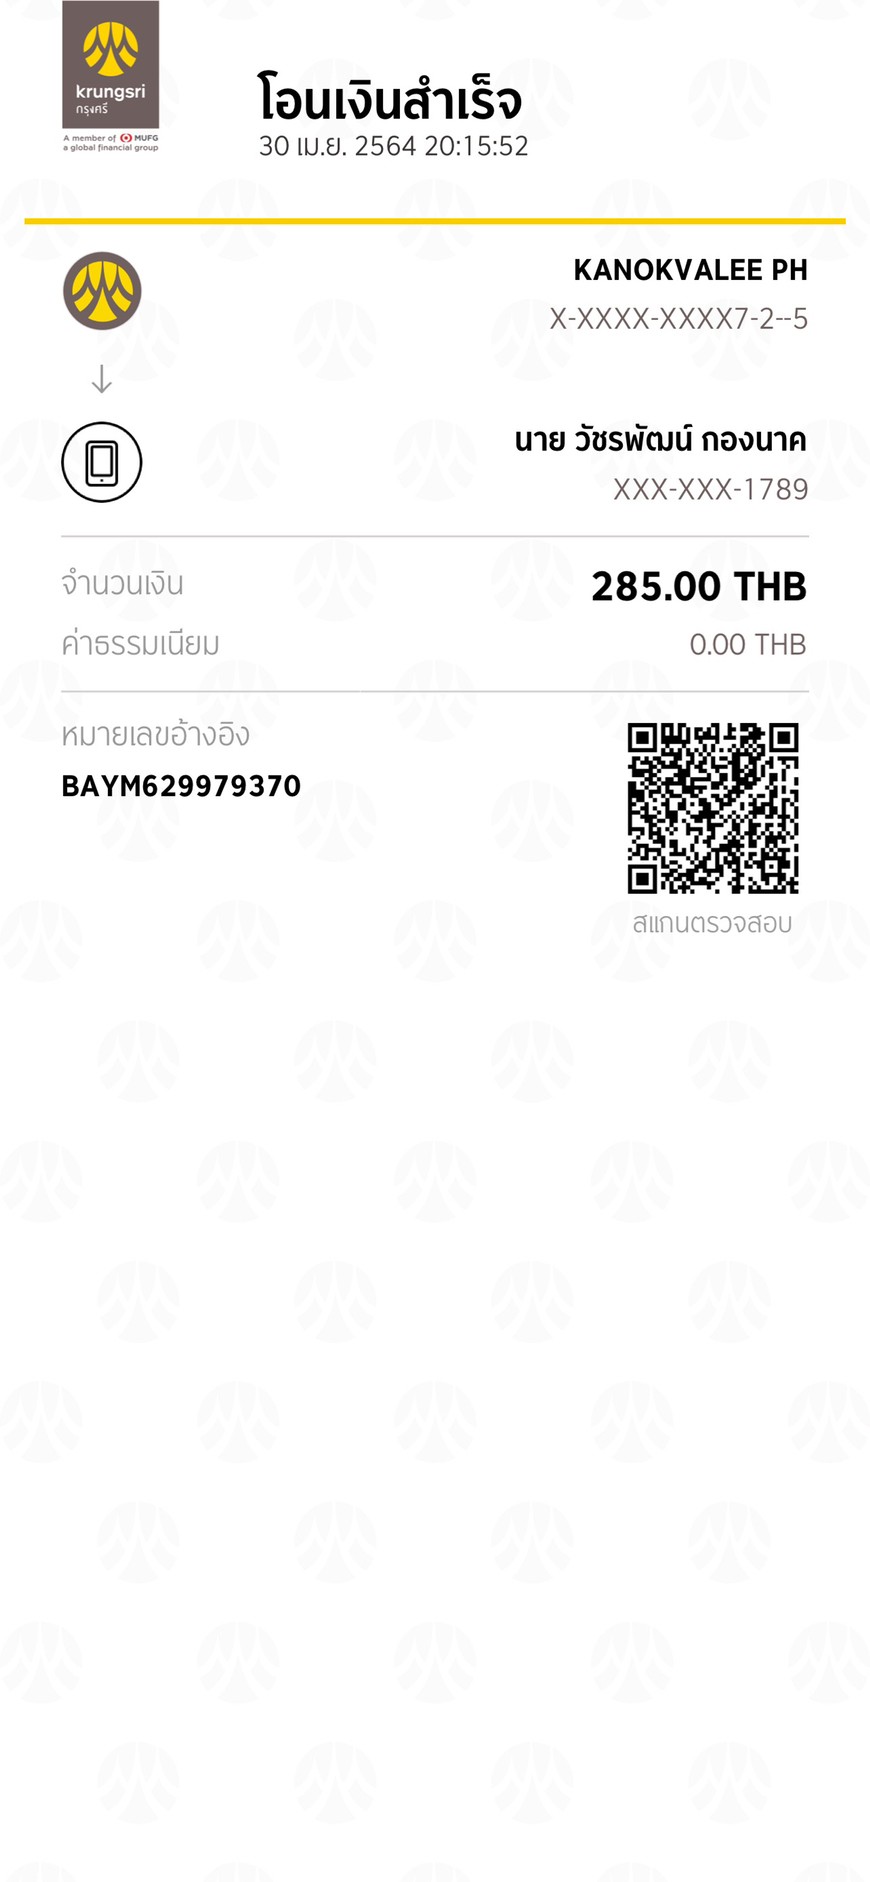 krungsri
กรุงศรี
A member of MUFG
a global financial group
โอนเงินสำเร็จ
30 เม.ย. 2564 20:15:52
KANOKVALEE PH
X-XXXX-XXXX7-2--5
นาย วัชรพัฒน์ กองนาค
XXX-XXX-1789
จำนวนเงิน 285.00 THB
ค่าธรรมเนียม 0.00 THB
หมายเลขอ้างอิง
BAYM629979370
สแกนตรวจสอบ